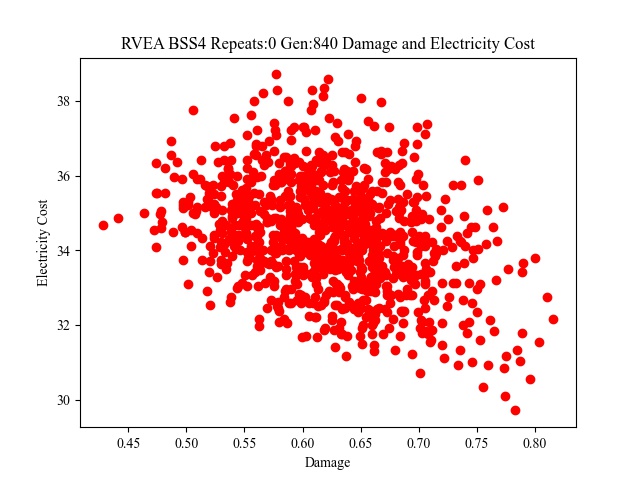 RVEA BSS4 Repeats:0 Gen:840 Damage and Electricity Cost
38
36
34
32
30
Electricity Cost
0.45 0.50 0.55 0.60 0.65 0.70 0.75 0.80
Damage